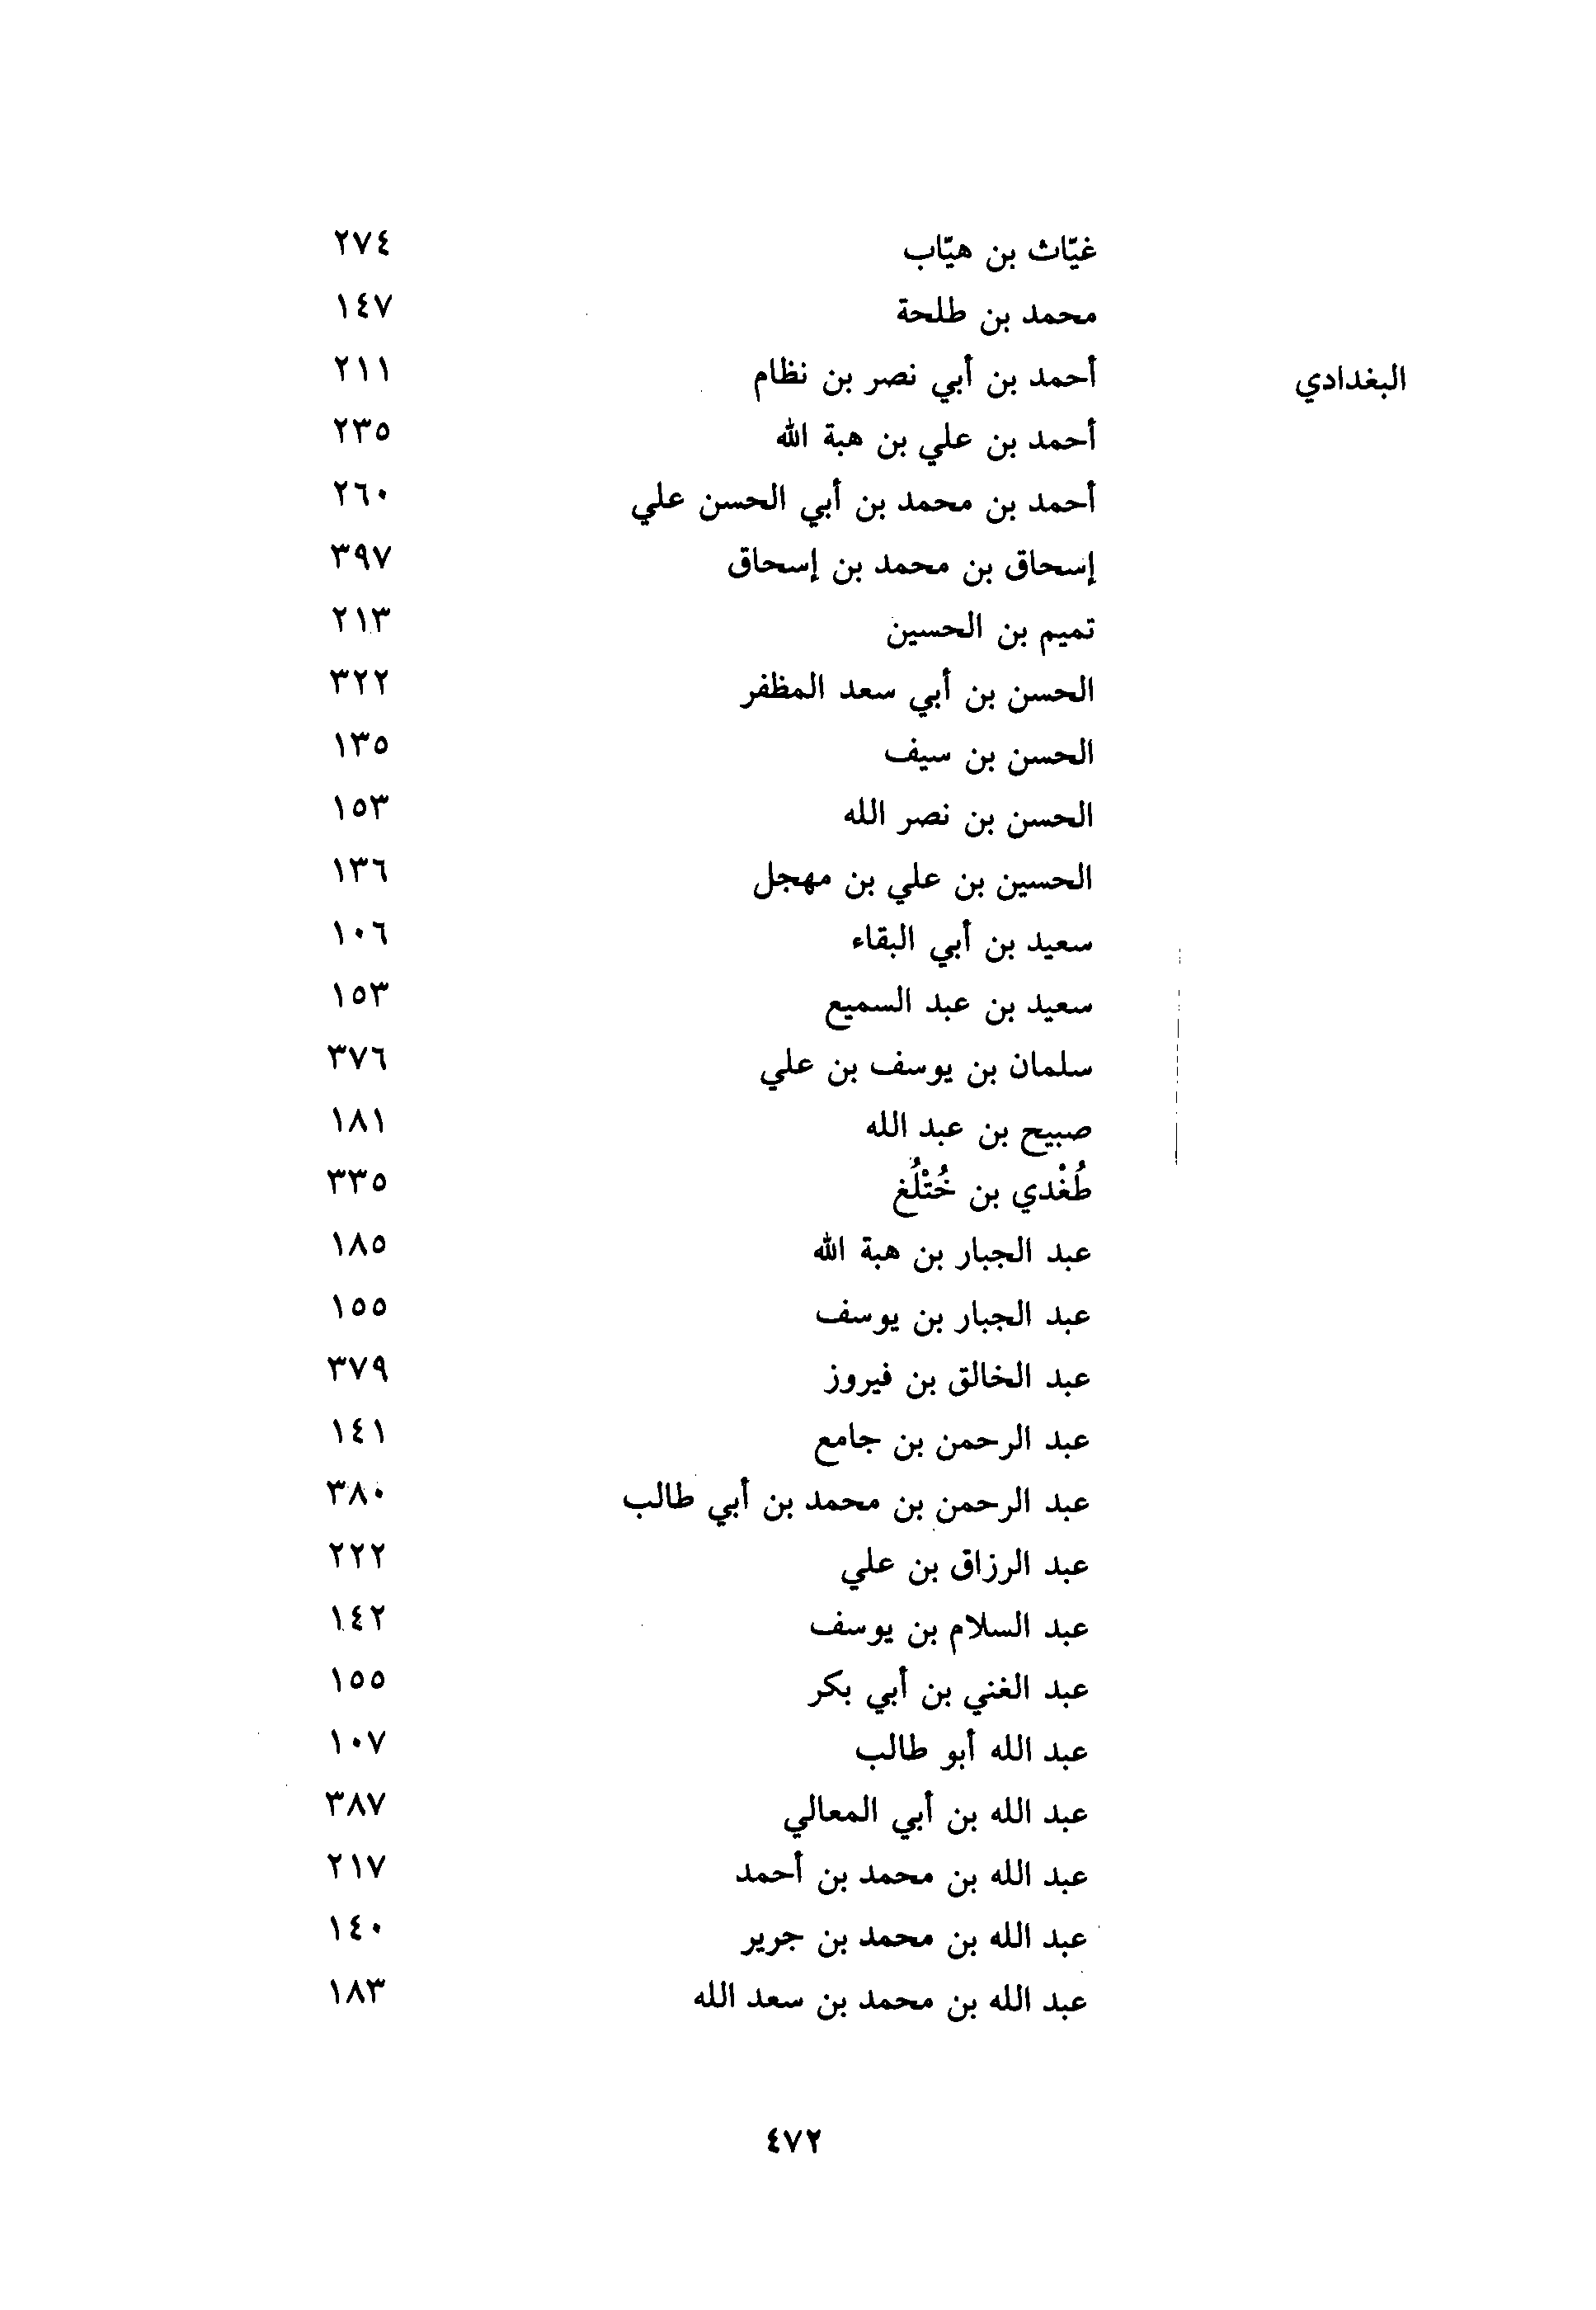 غيّاث بن هيّاب ٢٧٤
محمد بن طلحة ١٤٧
البغدادي أحمد بن أبي نصر بن نظام ٢١١
أحمد بن علي بن هبة الله ٢٣٥
أحمد بن محمد بن أبي الحسن علي ٢٦٠
إسحاق بن محمد بن إسحاق ٣٩٧
تميم بن الحسين ٢١٣
الحسن بن أبي سعد المظفر ٣٢٢
الحسن بن سيف ١٣٥
الحسن بن نصر الله ١٥٣
الحسين بن علي بن مهجل ١٣٦
سعيد بن أبي البقاء ١٠٦
سعيد بن عبد السميع ١٥٣
سلمان بن يوسف بن علي ٣٧٦
صبيح بن عبد الله ١٨١
طُغْدي بن خُتْلُغ ٣٣٥
عبد الجبار بن هبة الله ١٨٥
عبد الجبار بن يوسف ١٥٥
عبد الخالق بن فيروز ٣٧٩
عبد الرحمن بن جامع ١٤١
عبد الرحمن بن محمد بن أبي طالب ٣٨٠
عبد الرزاق بن علي ٢٢٢
عبد السلام بن يوسف ١٤٢
عبد الغني بن أبي بكر ١٥٥
عبد الله أبو طالب ١٠٧
عبد الله بن أبي المعالي ٣٨٧
عبد الله بن محمد بن أحمد ٢١٧
عبد الله بن محمد بن جرير ١٤٠
عبد الله بن محمد بن سعد الله ١٨٣
٤٧٢